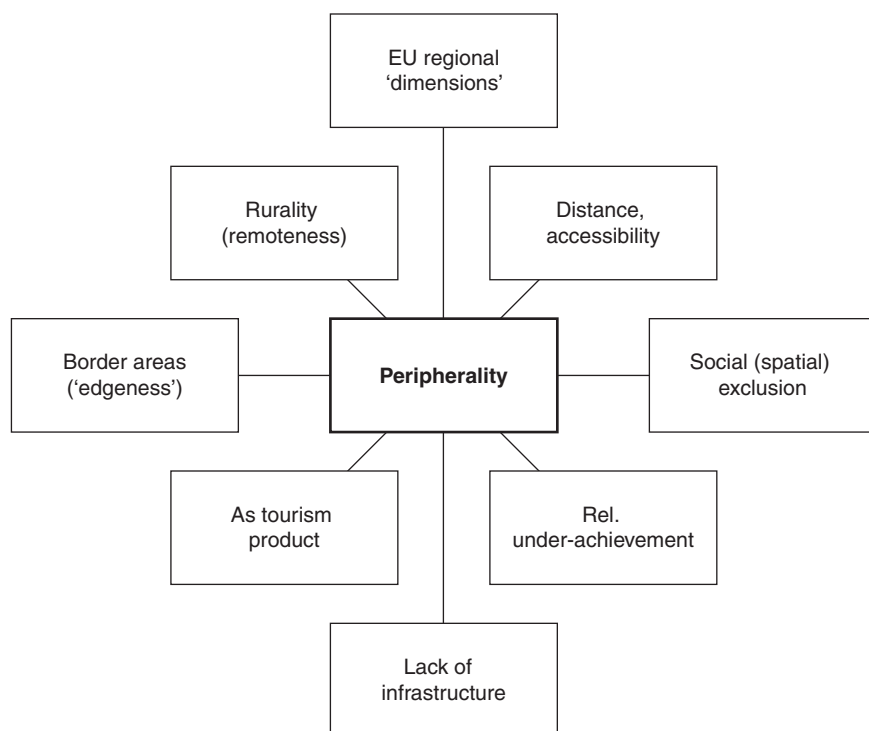 EU regional
‘dimensions’
Rurality
(remoteness)
Distance,
accessibility
Border areas
(‘edgeness’)
Peripherality
Social (spatial)
exclusion
As tourism
product
Rel.
under-achievement
Lack of
infrastructure